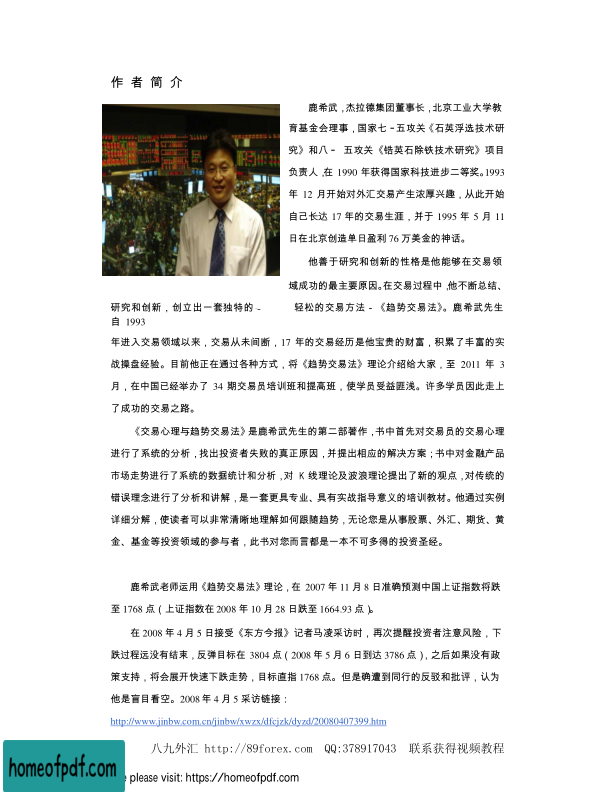 作 者 简 介
鹿希武，杰拉德集团董事长，北京工业大学教
育基金会理事，国家七－五攻关《石英浮选技术研
究》和八－ 五攻关《锆英石除铁技术研究》项目
负责人，在 1990 年获得国家科技进步二等奖。1993
年 12 月开始对外汇交易产生浓厚兴趣，从此开始
自己长达 17 年的交易生涯，并于 1995 年 5 月 11
日在北京创造单日盈利 76 万美金的神话。
他善于研究和创新的性格是他能够在交易领
域成功的最主要原因。在交易过程中，他不断总结、
研究和创新，创立出一套独特的－ 轻松的交易方法－《趋势交易法》。鹿希武先生
自 1993
年进入交易领域以来，交易从未间断，17 年的交易经历是他宝贵的财富，积累了丰富的实
战操盘经验。目前他正在通过各种方式，将《趋势交易法》理论介绍给大家，至 2011 年 3
月，在中国已经举办了 34 期交易员培训班和提高班，使学员受益匪浅。许多学员因此走上
了成功的交易之路。
《交易心理与趋势交易法》是鹿希武先生的第二部著作，书中首先对交易员的交易心理
进行了系统的分析，找出投资者失败的真正原因，并提出相应的解决方案；书中对金融产品
市场走势进行了系统的数据统计和分析，对 K 线理论及波浪理论提出了新的观点，对传统的
错误理念进行了分析和讲解，是一套更具专业、具有实战指导意义的培训教材。他通过实例
详细分解，使读者可以非常清晰地理解如何跟随趋势，无论您是从事股票、外汇、期货、黄
金、基金等投资领域的参与者，此书对您而言都是一本不可多得的投资圣经。
鹿希武老师运用《趋势交易法》理论，在 2007 年 11 月 8 日准确预测中国上证指数将跌
至 1768 点（上证指数在 2008 年 10 月 28 日跌至 1664.93 点）。
在 2008 年 4 月 5 日接受《东方今报》记者马凌采访时，再次提醒投资者注意风险，下
跌过程远没有结束，反弹目标在 3804 点（2008 年 5 月 6 日到达 3786 点），之后如果没有政
策支持，将会展开快速下跌走势，目标直指 1768 点。但是确遭到同行的反驳和批评，认为
他是盲目看空。2008 年 4 月 5 采访链接：
http://www.jinbw.com.cn/jinbw/xwzx/dfcjzk/dyzd/20080407399.htm
八九外汇 http://89forex.com QQ:378917043 联系获得视频教程
homeofpdf.com
please visit: https://homeofpdf.com